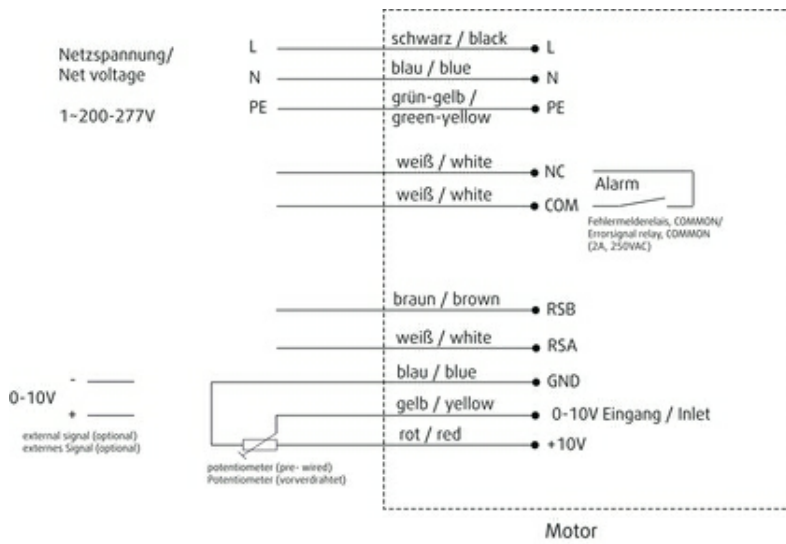 Netzspannung/
Net voltage
1~200-277V
L
schwarz / black
L
N
blau / blue
N
PE
grün-gelb /
green-yellow
PE
weiß / white
NC
weiß / white
COM
Alarm
Fehlermelderelais, COMMON/
Errorsignal relay, COMMON
(2A, 250VAC)
braun / brown
RSB
weiß / white
RSA
blau / blue
GND
0-10V
-
+
gelb / yellow
0-10V Eingang / Inlet
external signal (optional)
externes Signal (optional)
rot / red
+10V
potentiometer (pre- wired)
Potentiometer (vorverdrahtet)
Motor